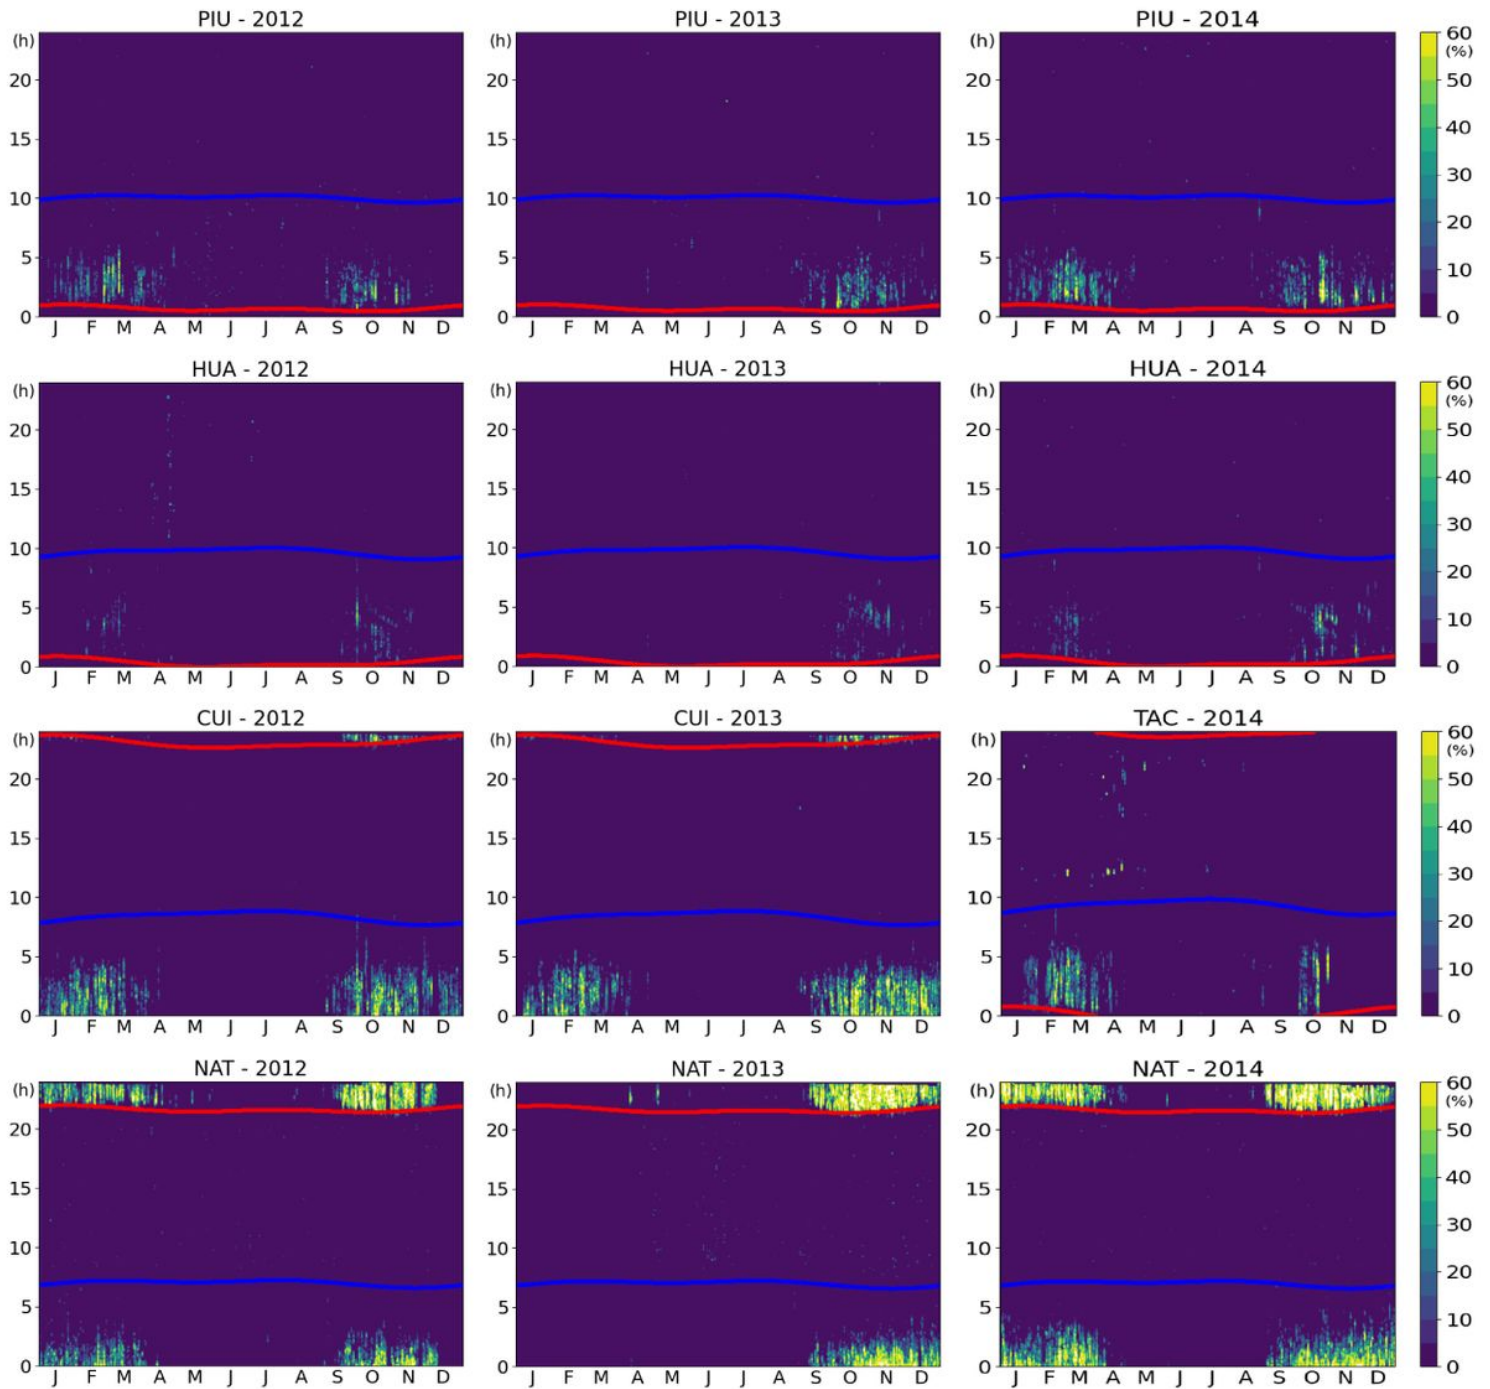 PIU - 2012 PIU - 2013 PIU - 2014
(h) (h) (h) 60
(%)
20 20 20 50
40
15 15 15
30
10 10 10
20
5 5 5
10
0 0 0 0
J F M A M J J A S O N D J F M A M J J A S O N D J F M A M J J A S O N D
HUA - 2012 HUA - 2013 HUA - 2014
(h) (h) (h) 60
(%)
20 20 20 50
40
15 15 15
30
10 10 10
20
5 5 5
10
0 0 0 0
J F M A M J J A S O N D J F M A M J J A S O N D J F M A M J J A S O N D
CUI - 2012 CUI - 2013 TAC - 2014
(h) (h) (h) 60
(%)
20 20 20 50
40
15 15 15
30
10 10 10
20
5 5 5
10
0 0 0 0
J F M A M J J A S O N D J F M A M J J A S O N D J F M A M J J A S O N D
NAT - 2012 NAT - 2013 NAT - 2014
(h) (h) (h) 60
(%)
20 20 20 50
40
15 15 15
30
10 10 10
20
5 5 5
10
0 0 0 0
J F M A M J J A S O N D J F M A M J J A S O N D J F M A M J J A S O N D